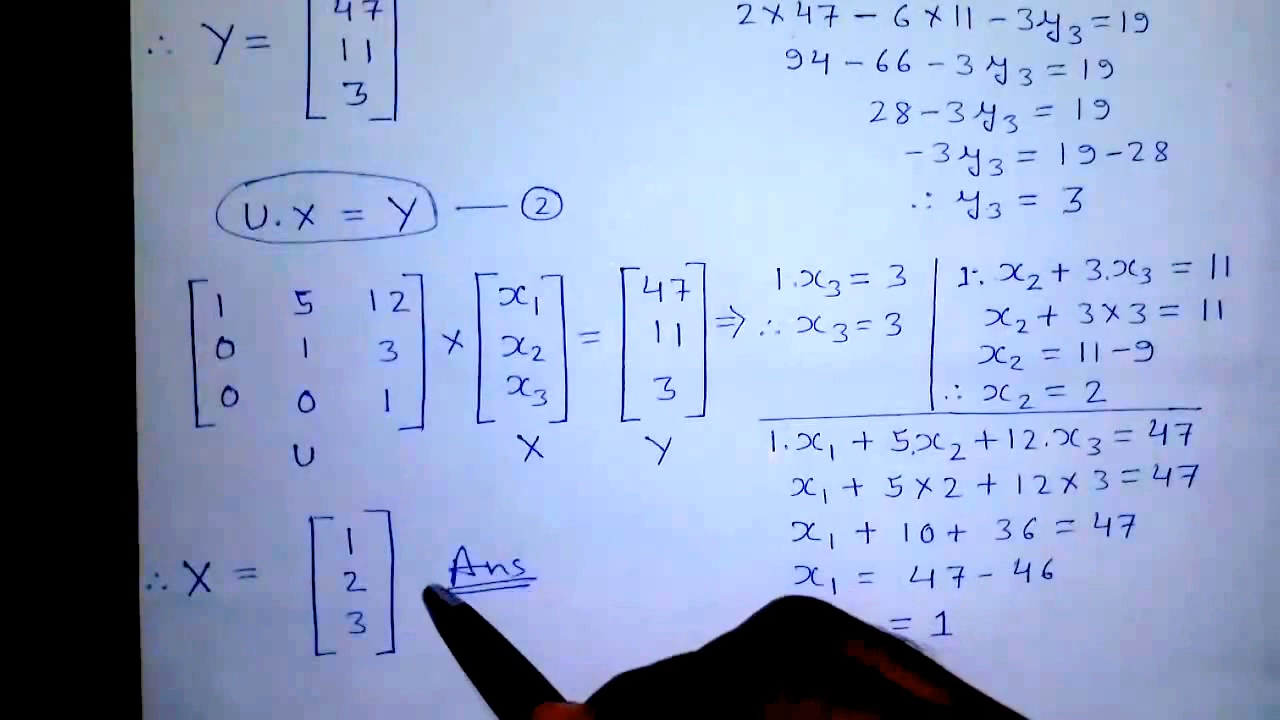 ∴ Y = [47
11
3]
2 × 47 − 6 × 11 − 3y₃ = 19
94 − 66 − 3y₃ = 19
28 − 3y₃ = 19
−3y₃ = 19 − 28
∴ y₃ = 3
U.X = Y — ②
[1 5 12] × [x₁] = [47] ⇒
[0 1 3] [x₂] [11]
[0 0 1] [x₃] [3]
U X Y
1.x₃ = 3
∴ x₃ = 3
1. x₂ + 3.x₃ = 11
x₂ + 3 × 3 = 11
x₂ = 11 − 9
∴ x₂ = 2
1.x₁ + 5.x₂ + 12.x₃ = 47
x₁ + 5 × 2 + 12 × 3 = 47
x₁ + 10 + 36 = 47
x₁ = 47 − 46
= 1
∴ X = [1
2
3] Ans